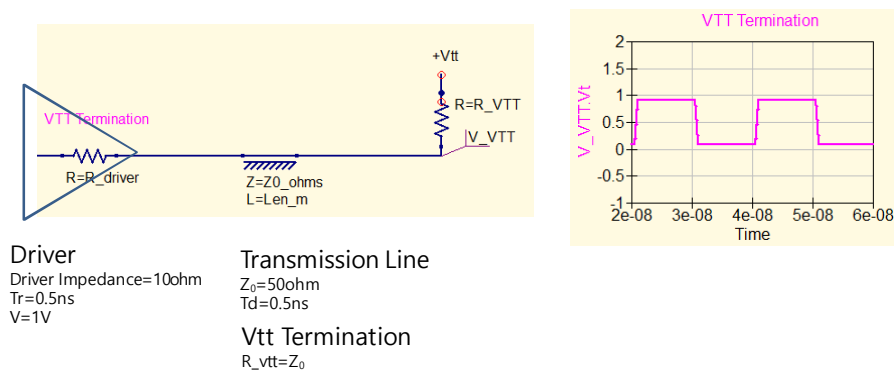 +Vtt
R=R_VTT
VTT Termination
V_VTT
R=R_driver
Z=Z0_ohms
L=Len_m
Driver
Driver Impedance=10ohm
Tr=0.5ns
V=1V
Transmission Line
Z₀=50ohm
Td=0.5ns
Vtt Termination
R_vtt=Z₀
VTT Termination
V_VTT.Vt
2
1.5
1
0.5
0
-0.5
-1
2e-08 3e-08 4e-08 5e-08 6e-08
Time